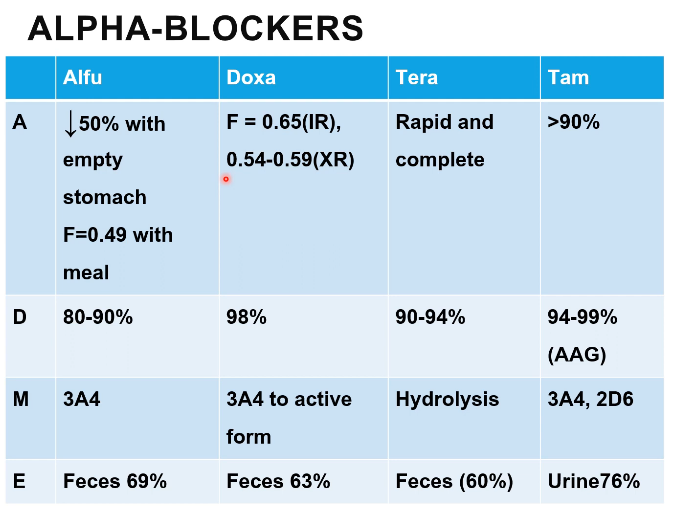 ALPHA-BLOCKERS
Alfu Doxa Tera Tam
A
↓50% with
empty
stomach
F=0.49 with
meal
F = 0.65(IR),
0.54-0.59(XR)
Rapid and
complete
>90%
D
80-90%
98%
90-94%
94-99%
(AAG)
M
3A4
3A4 to active
form
Hydrolysis
3A4, 2D6
E
Feces 69%
Feces 63%
Feces (60%)
Urine76%